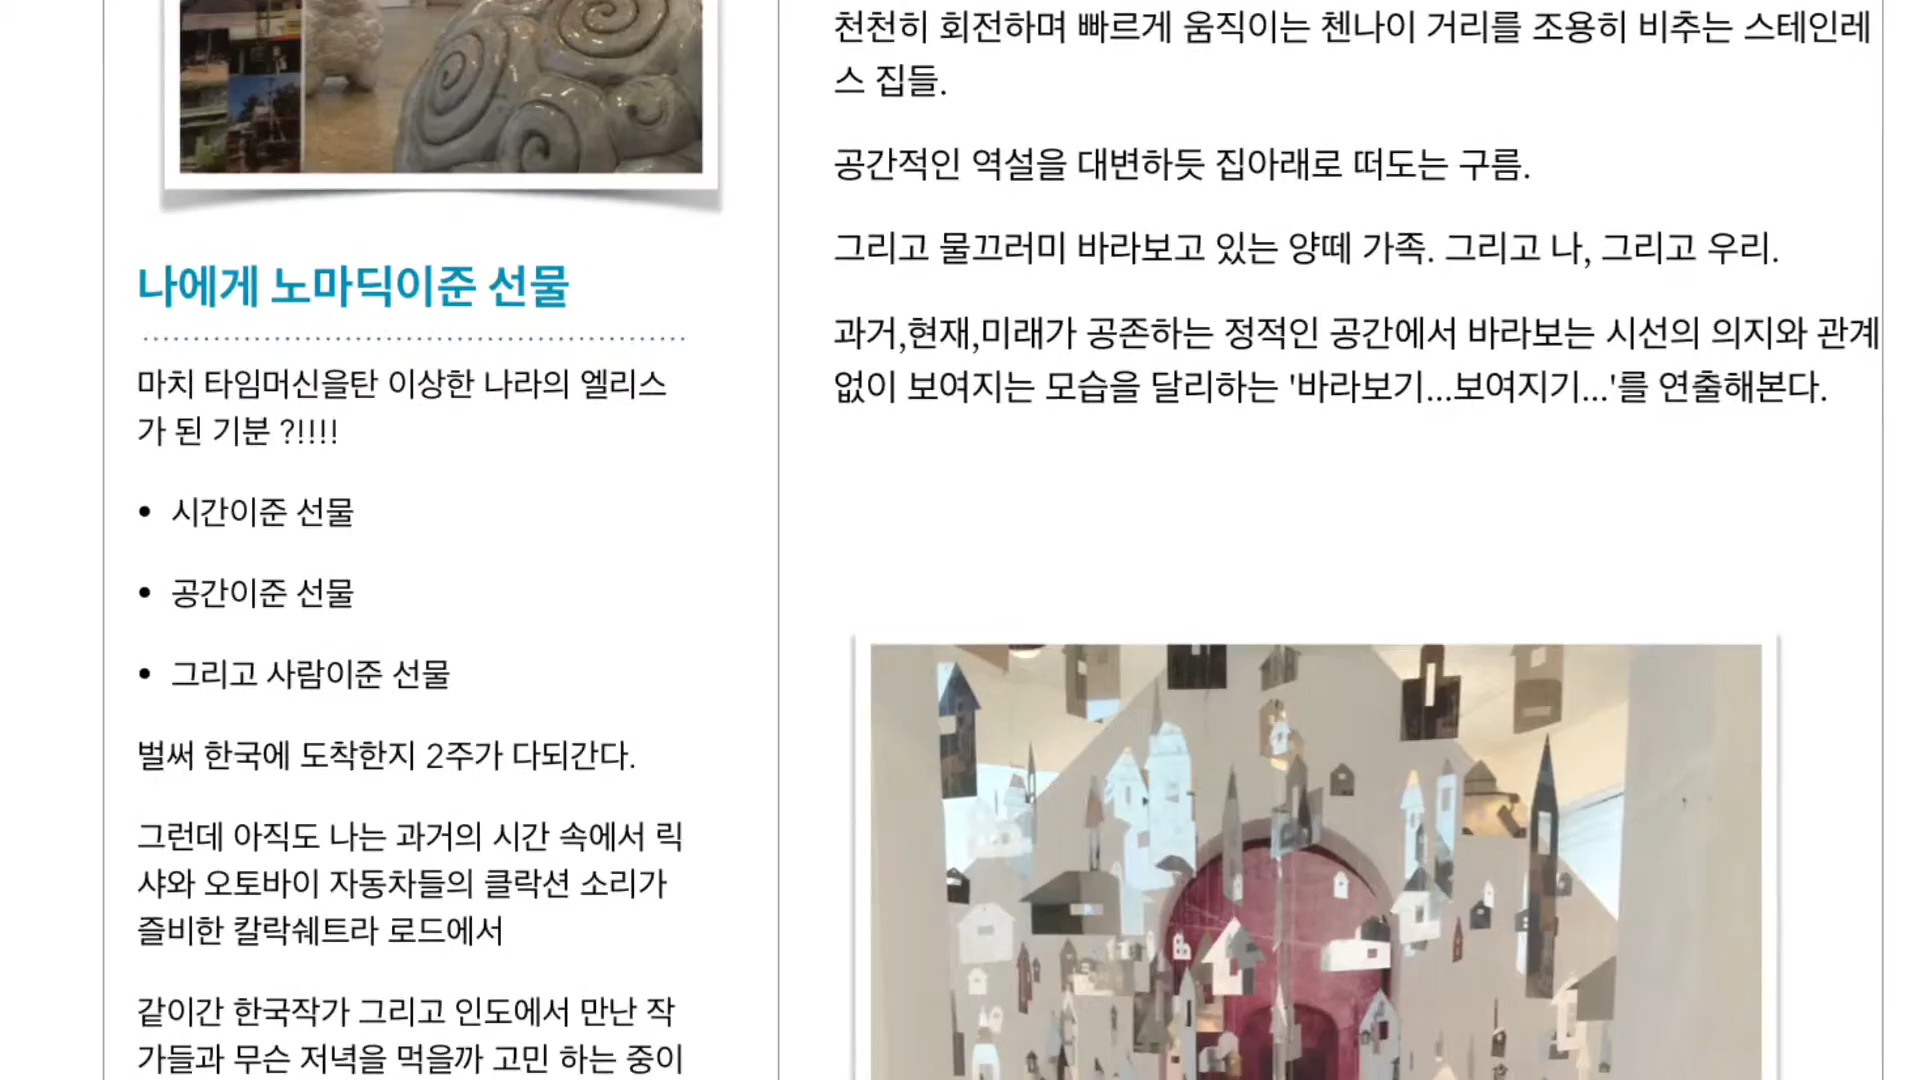 나에게 노마딕이준 선물
마치 타임머신을탄 이상한 나라의 엘리스
가 된 기분 ?!!!!
• 시간이준 선물
• 공간이준 선물
• 그리고 사람이준 선물
벌써 한국에 도착한지 2주가 다되간다.
그런데 아직도 나는 과거의 시간 속에서 릭
샤와 오토바이 자동차들의 클락션 소리가
즐비한 칼락쉐트라 로드에서
같이간 한국작가 그리고 인도에서 만난 작
가들과 무슨 저녁을 먹을까 고민 하는 중이
천천히 회전하며 빠르게 움직이는 첸나이 거리를 조용히 비추는 스테인레
스 집들.
공간적인 역설을 대변하듯 집아래로 떠도는 구름.
그리고 물끄러미 바라보고 있는 양떼 가족. 그리고 나, 그리고 우리.
과거,현재,미래가 공존하는 정적인 공간에서 바라보는 시선의 의지와 관계
없이 보여지는 모습을 달리하는 '바라보기...보여지기...'를 연출해본다.